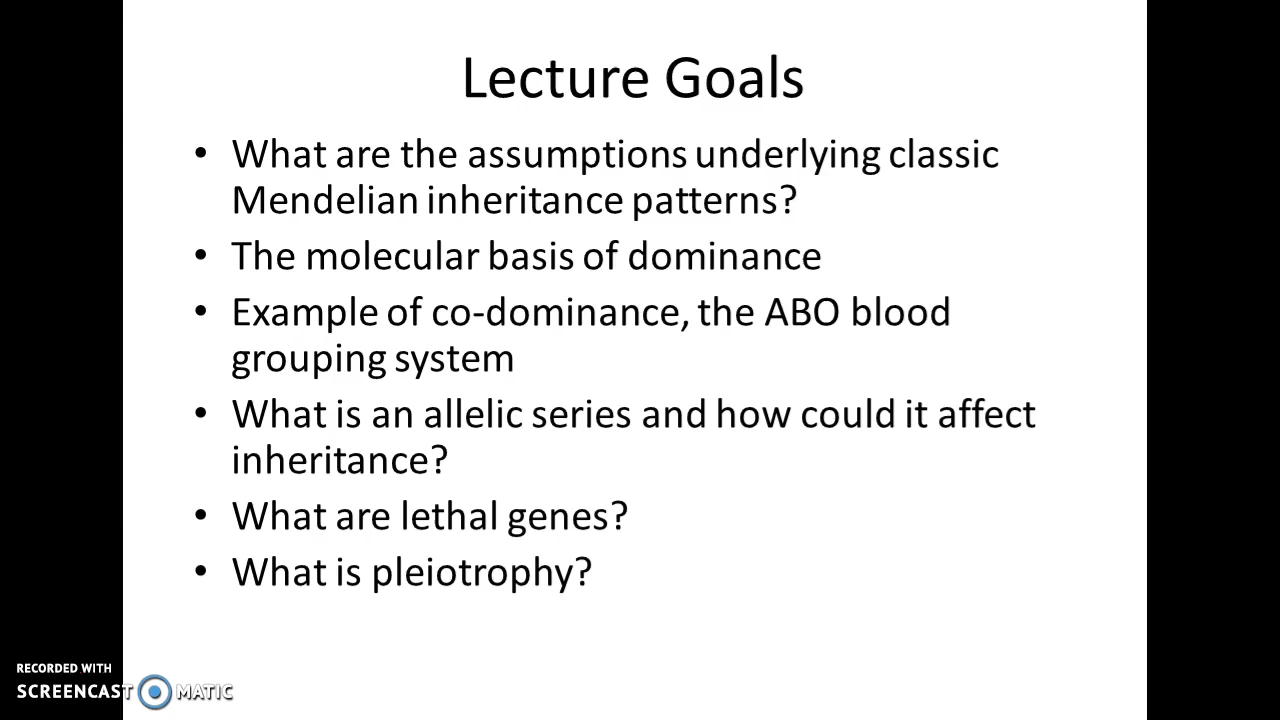 Lecture Goals
• What are the assumptions underlying classic
Mendelian inheritance patterns?
• The molecular basis of dominance
• Example of co-dominance, the ABO blood
grouping system
• What is an allelic series and how could it affect
inheritance?
• What are lethal genes?
• What is pleiotrophy?
RECORDED WITH
SCREENCAST MATIC